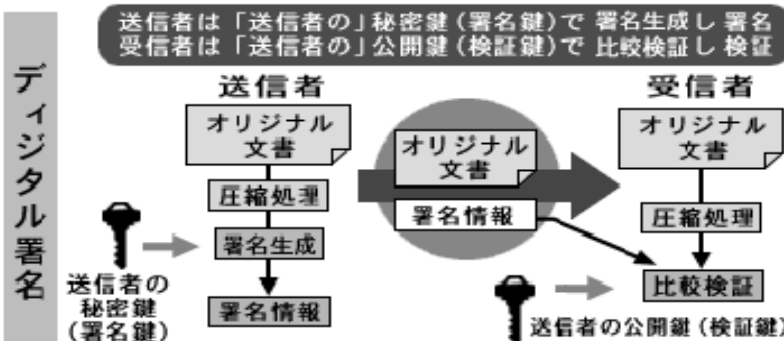 送信者は「送信者の」秘密鍵(署名鍵)で 署名生成し 署名
受信者は「送信者の」公開鍵(検証鍵)で 比較検証し 検証
ディジタル署名
送信者
オリジナル
文書
圧縮処理
署名生成
署名情報
送信者の
秘密鍵
(署名鍵)
オリジナル
文書
署名情報
受信者
オリジナル
文書
圧縮処理
比較検証
送信者の公開鍵(検証鍵)